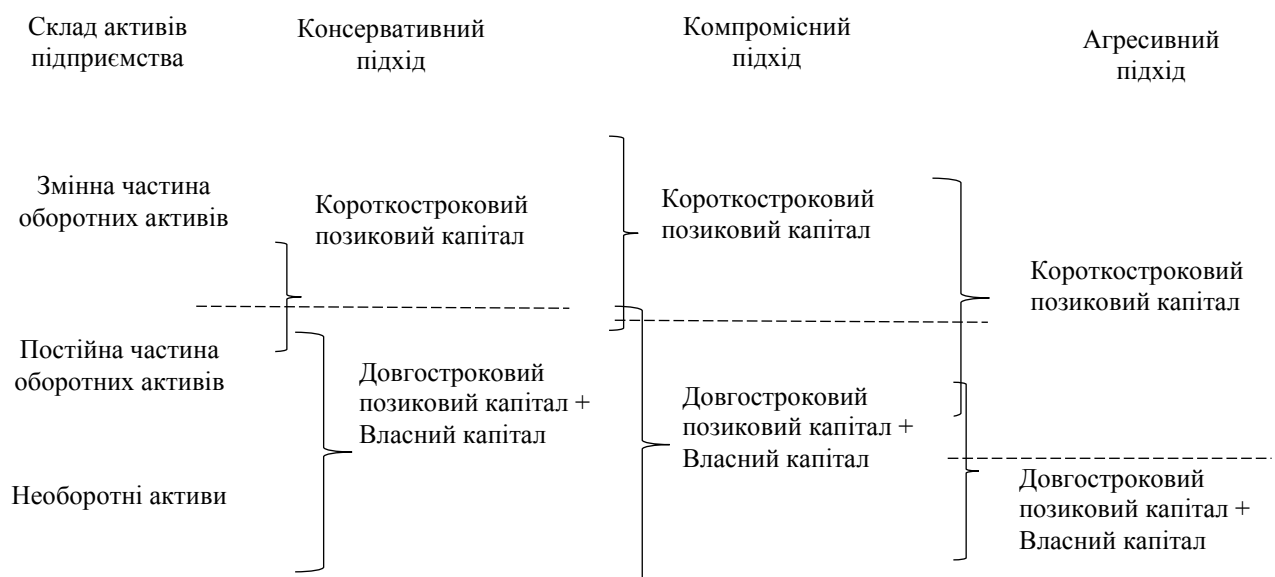 Склад активів
підприємства
Консервативний
підхід
Компромісний
підхід
Агресивний
підхід
Змінна частина
оборотних активів
Короткостроковий
позиковий капітал
Короткостроковий
позиковий капітал
Короткостроковий
позиковий капітал
Постійна частина
оборотних активів
Довгостроковий
позиковий капітал +
Власний капітал
Довгостроковий
позиковий капітал +
Власний капітал
Необоротні активи
Довгостроковий
позиковий капітал +
Власний капітал